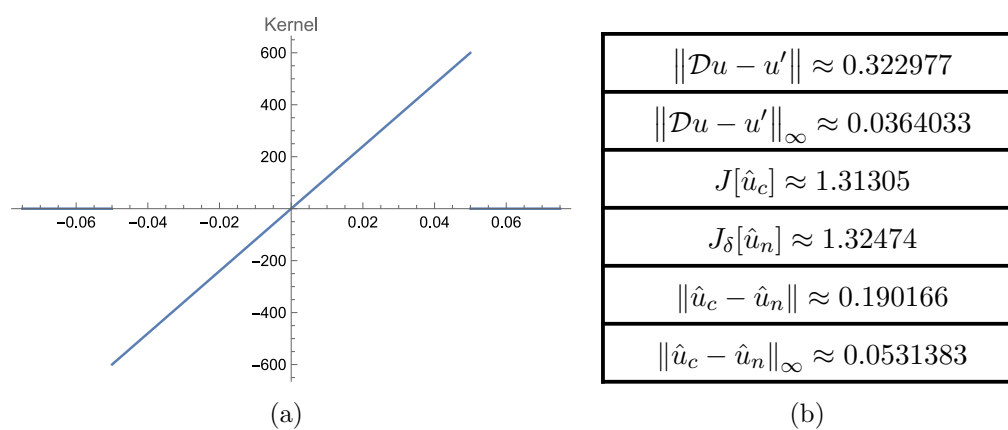 Kernel
600
400
200
−0.06 −0.04 −0.02 0.02 0.04 0.06
−200
−400
−600
(a)
‖𝒟u − u′‖ ≈ 0.322977
‖𝒟u − u′‖∞ ≈ 0.0364033
J[û_c] ≈ 1.31305
J_δ[û_n] ≈ 1.32474
‖û_c − û_n‖ ≈ 0.190166
‖û_c − û_n‖∞ ≈ 0.0531383
(b)